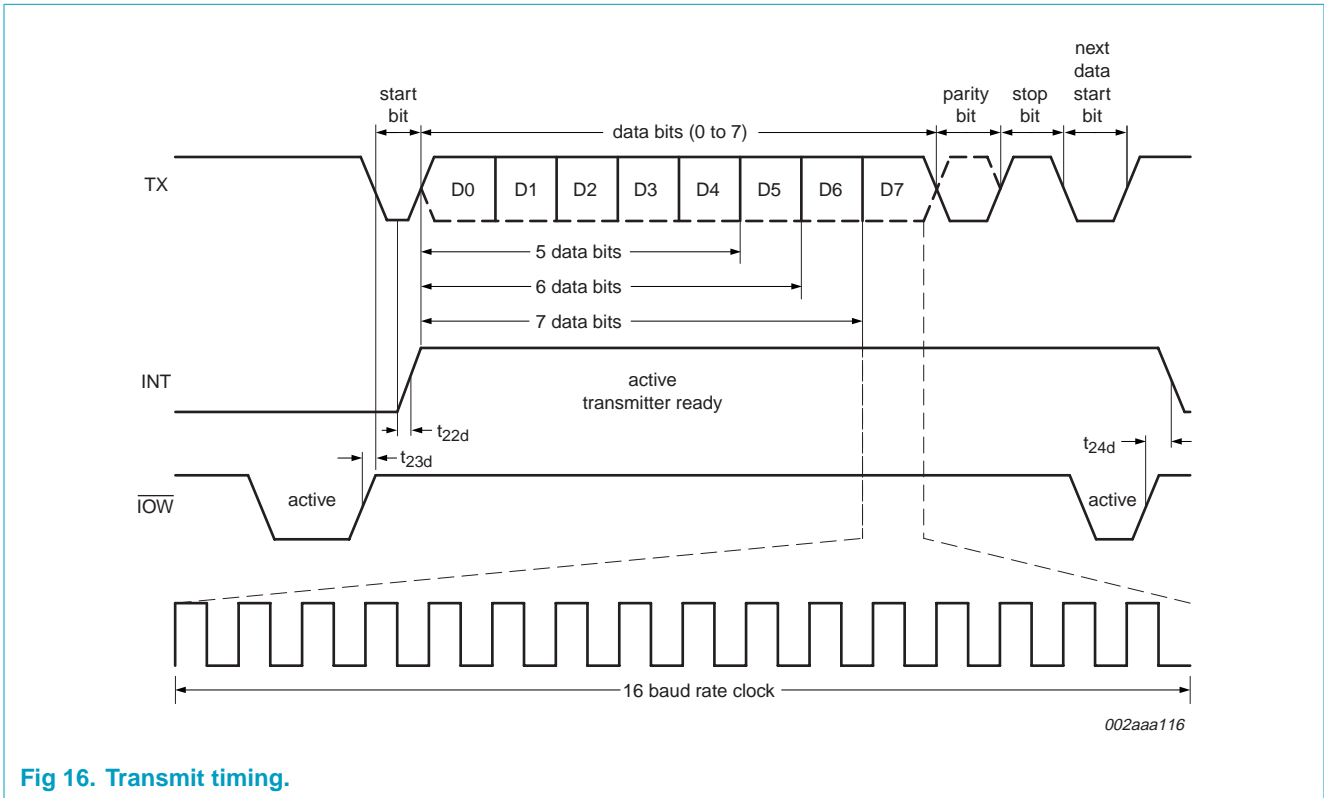 next
data
start
bit
start
bit
parity
bit
stop
bit
data bits (0 to 7)
TX
D0 D1 D2 D3 D4 D5 D6 D7
5 data bits
6 data bits
7 data bits
INT
active
transmitter ready
t22d
t24d
t23d
IOW
active
active
16 baud rate clock
002aaa116
Fig 16. Transmit timing.